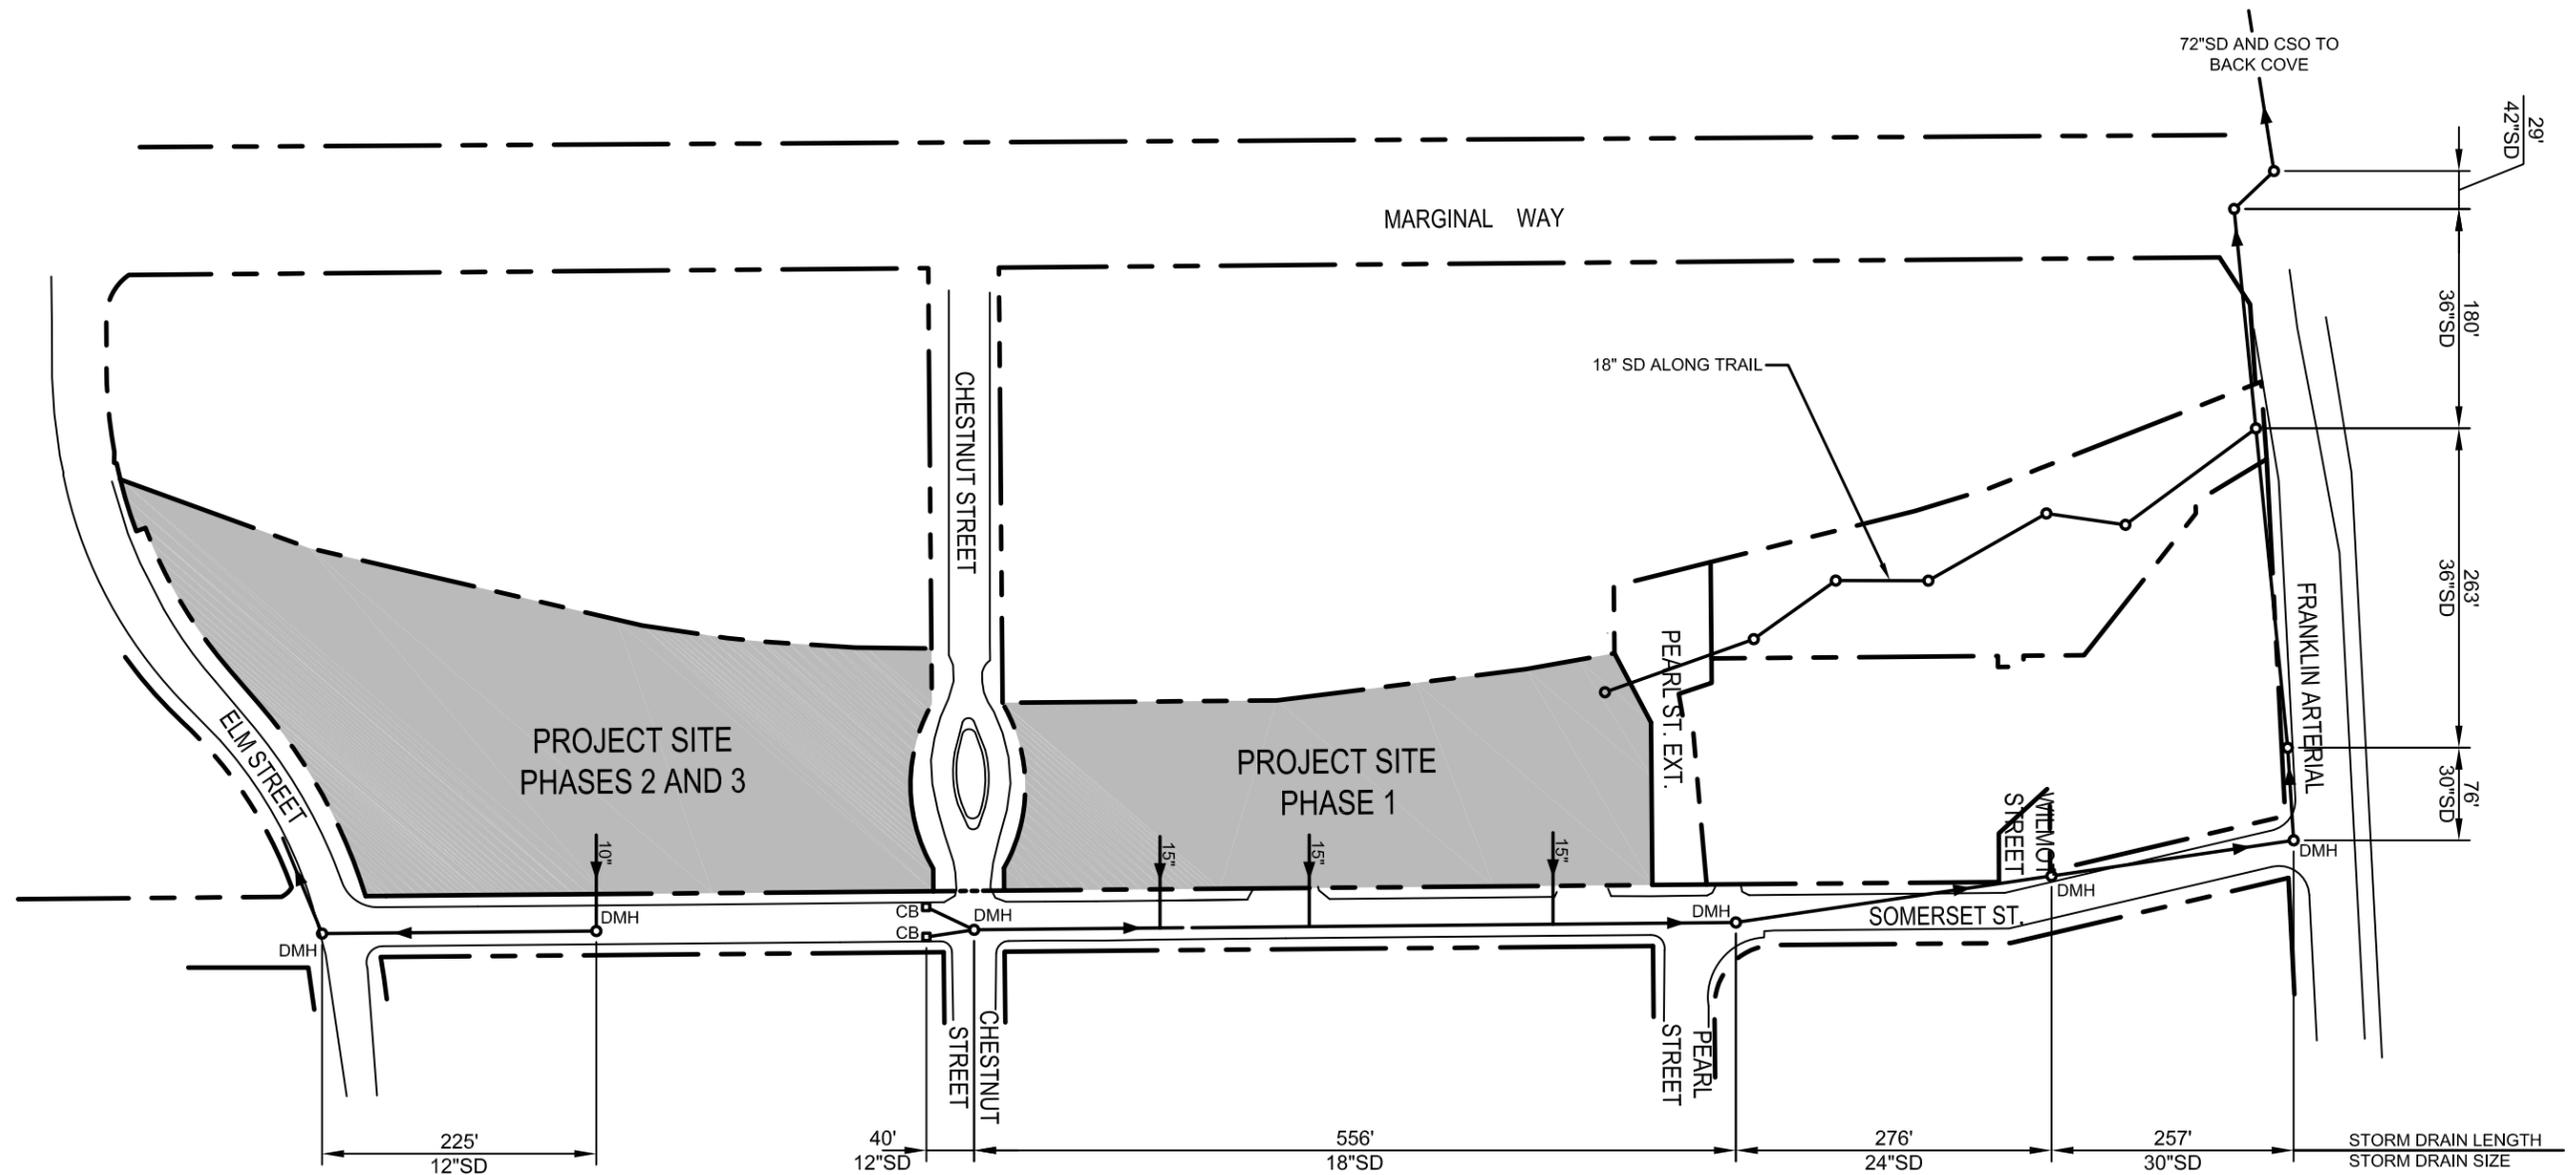 72"SD AND CSO TO
BACK COVE
29'
42"SD
MARGINAL WAY
180'
36"SD
18" SD ALONG TRAIL
CHESTNUT STREET
263'
36"SD
FRANKLIN ARTERIAL
PEARL ST. EXT.
ELM STREET
PROJECT SITE
PHASES 2 AND 3
PROJECT SITE
PHASE 1
76'
30"SD
WILMOT
STREET
10"
15"
15"
15"
DMH
DMH
CB
CB
DMH
DMH
DMH
DMH
SOMERSET ST.
CHESTNUT
STREET
PEARL
STREET
225'
12"SD
40'
12"SD
556'
18"SD
276'
24"SD
257'
30"SD
STORM DRAIN LENGTH
STORM DRAIN SIZE